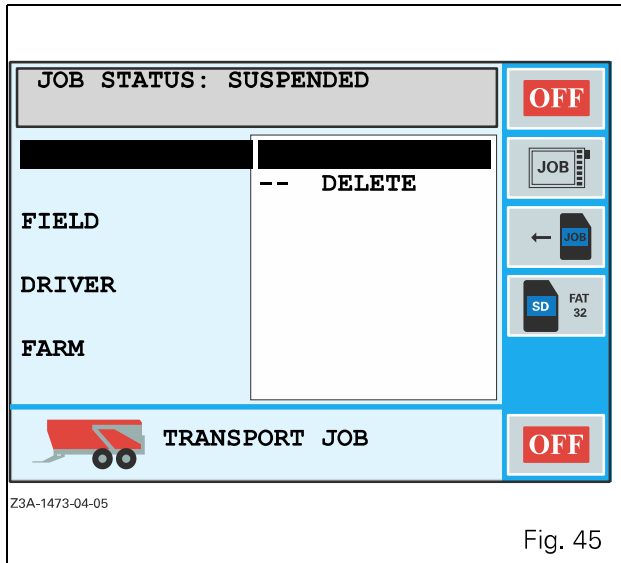 JOB STATUS: SUSPENDED
OFF
JOB
-- DELETE
FIELD
← JOB
DRIVER
SD FAT
32
FARM
TRANSPORT JOB
OFF
Z3A-1473-04-05
Fig. 45